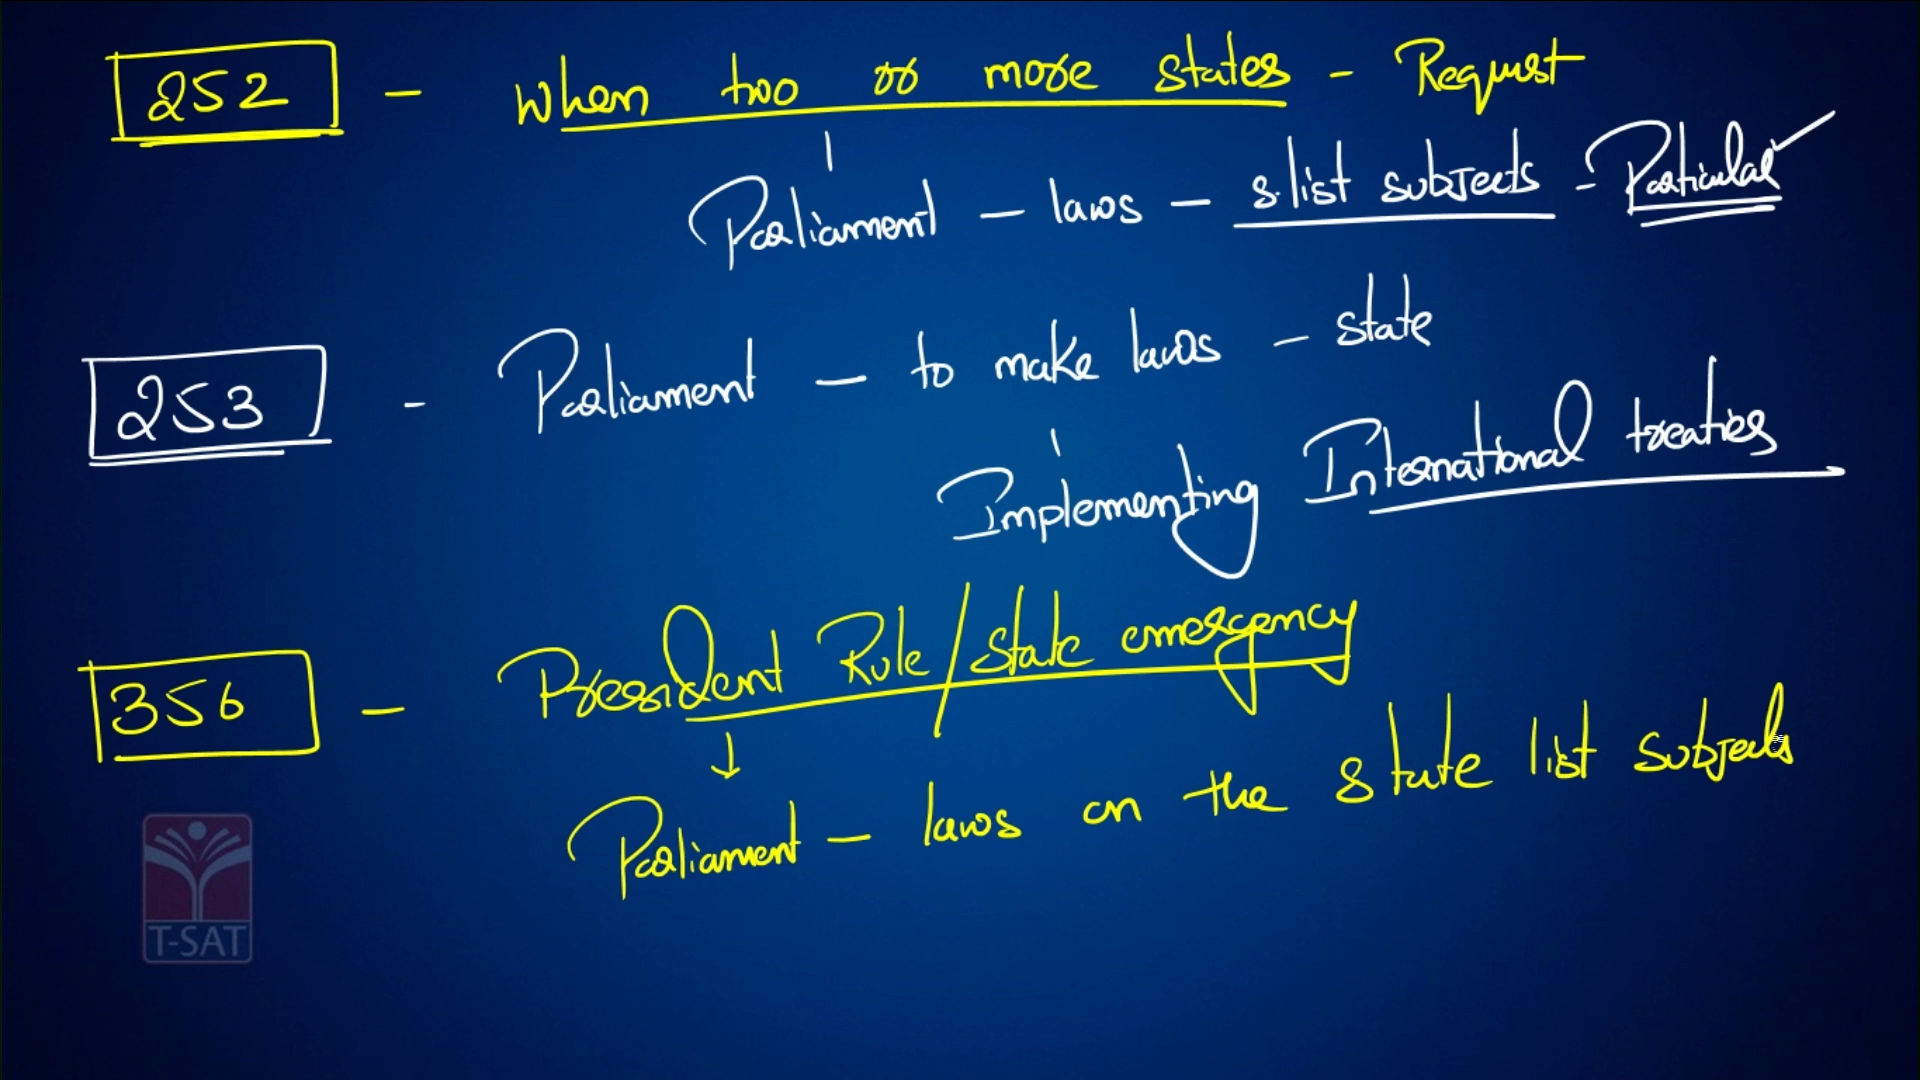 252 - when two or more states - Request
Parliament - laws - s.list subjects - Particular
253 - Parliament - to make laws - state
Implementing International treaties
356 - President Rule/state emergency
Parliament - laws on the state list subjects
T-SAT